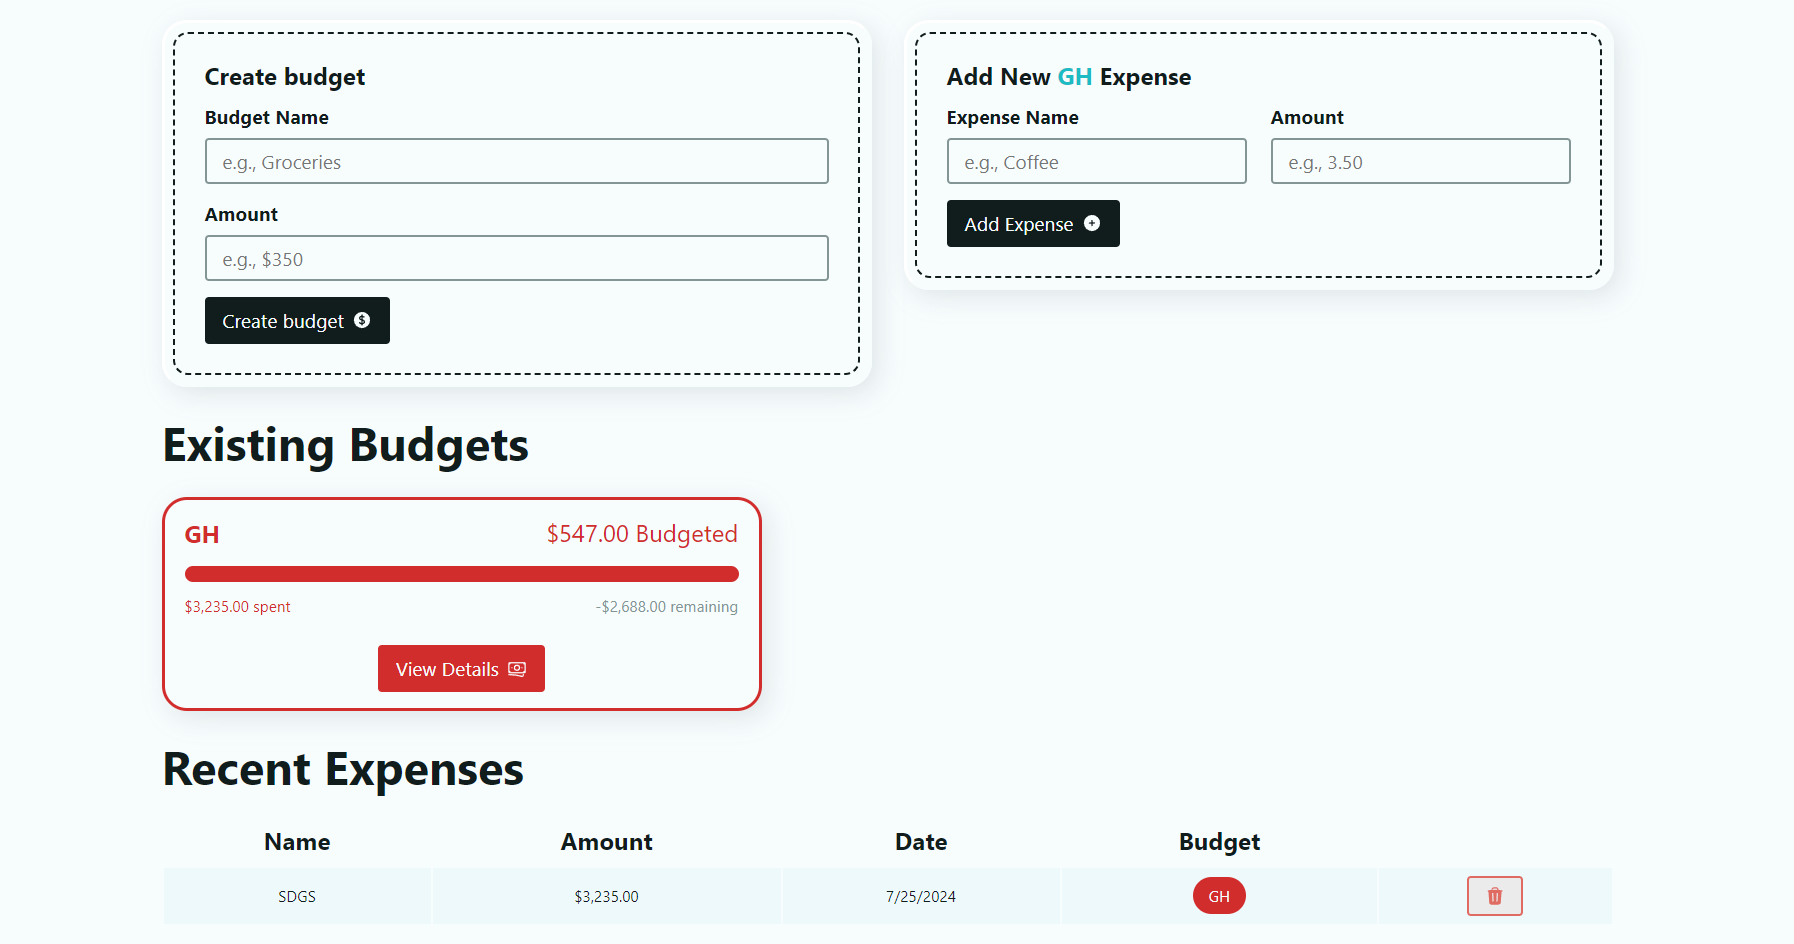 Create budget
Budget Name
e.g., Groceries
Amount
e.g., $350
Create budget
Add New GH Expense
Expense Name Amount
e.g., Coffee e.g., 3.50
Add Expense
Existing Budgets
GH $547.00 Budgeted
$3,235.00 spent -$2,688.00 remaining
View Details
Recent Expenses
Name Amount Date Budget
SDGS $3,235.00 7/25/2024 GH